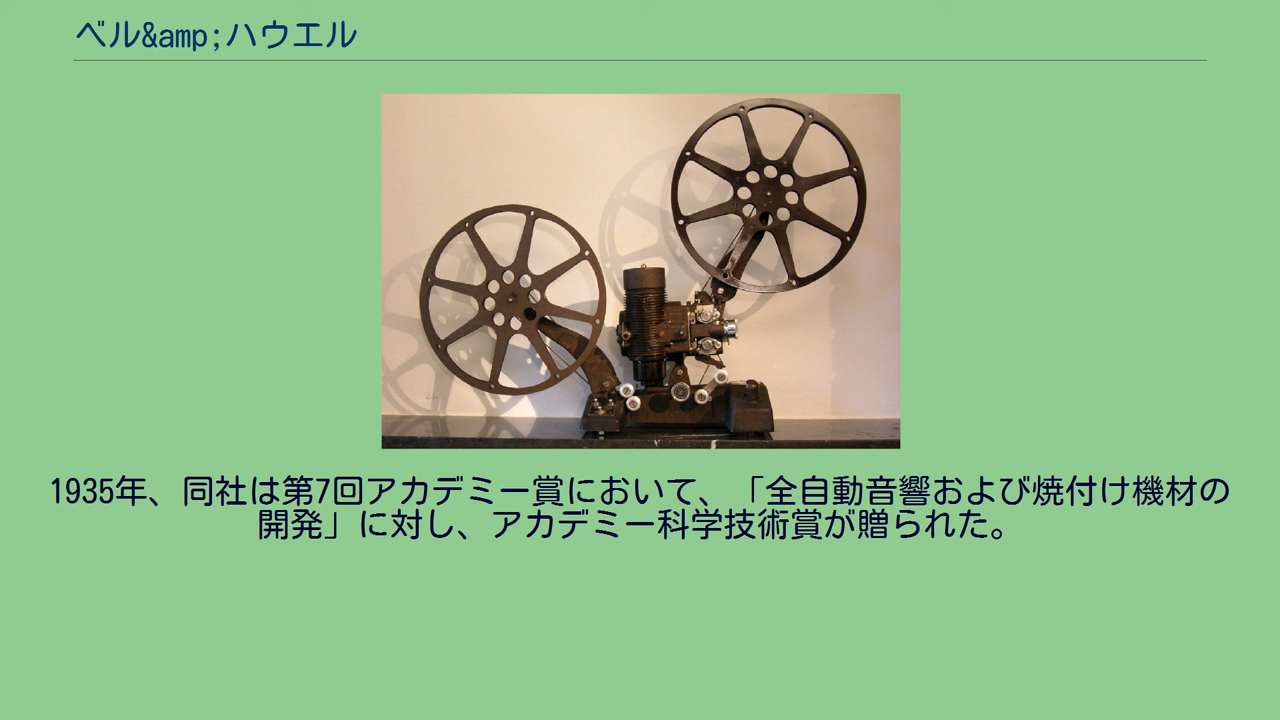 ベル&amp;ハウエル
1935年、同社は第7回アカデミー賞において、「全自動音響および焼付け機材の
開発」に対し、アカデミー科学技術賞が贈られた。